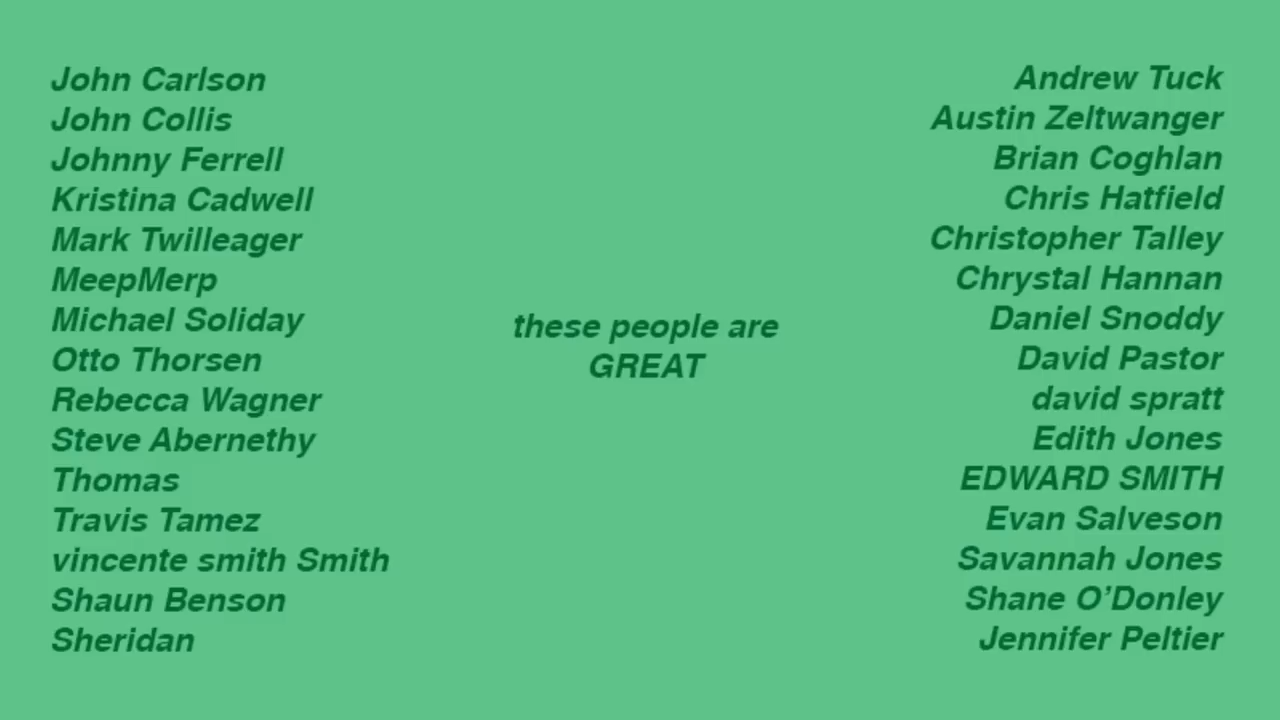 John Carlson
John Collis
Johnny Ferrell
Kristina Cadwell
Mark Twilleager
MeepMerp
Michael Soliday
Otto Thorsen
Rebecca Wagner
Steve Abernethy
Thomas
Travis Tamez
vincente smith Smith
Shaun Benson
Sheridan
these people are
GREAT
Andrew Tuck
Austin Zeltwanger
Brian Coghlan
Chris Hatfield
Christopher Talley
Chrystal Hannan
Daniel Snoddy
David Pastor
david spratt
Edith Jones
EDWARD SMITH
Evan Salveson
Savannah Jones
Shane O’Donley
Jennifer Peltier